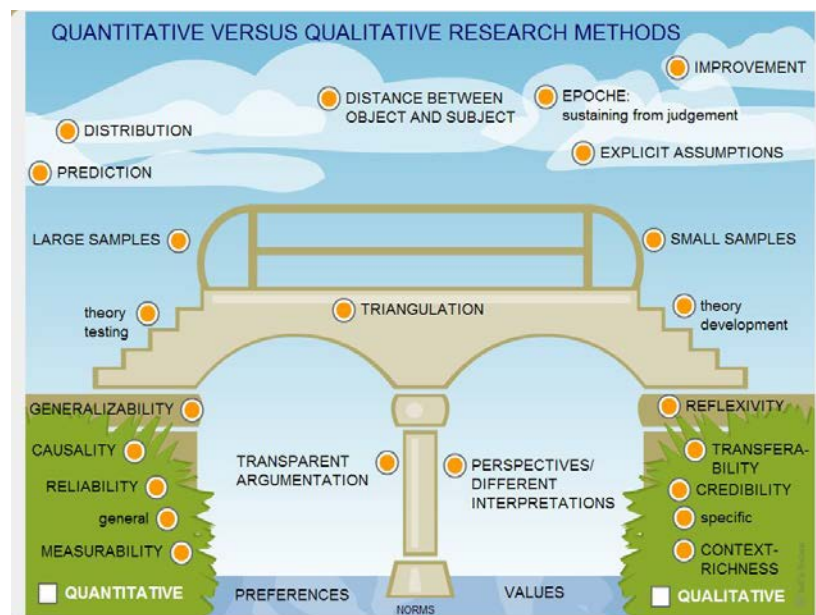 QUANTITATIVE VERSUS QUALITATIVE RESEARCH METHODS
IMPROVEMENT
DISTANCE BETWEEN
OBJECT AND SUBJECT
EPOCHE:
sustaining from judgement
DISTRIBUTION
EXPLICIT ASSUMPTIONS
PREDICTION
LARGE SAMPLES
SMALL SAMPLES
theory
testing
TRIANGULATION
theory
development
GENERALIZABILITY
REFLEXIVITY
CAUSALITY
TRANSPARENT
ARGUMENTATION
PERSPECTIVES/
DIFFERENT
INTERPRETATIONS
TRANSFERA-
BILITY
RELIABILITY
CREDIBILITY
general
specific
MEASURABILITY
CONTEXT-
RICHNESS
QUANTITATIVE
PREFERENCES
NORMS
VALUES
QUALITATIVE